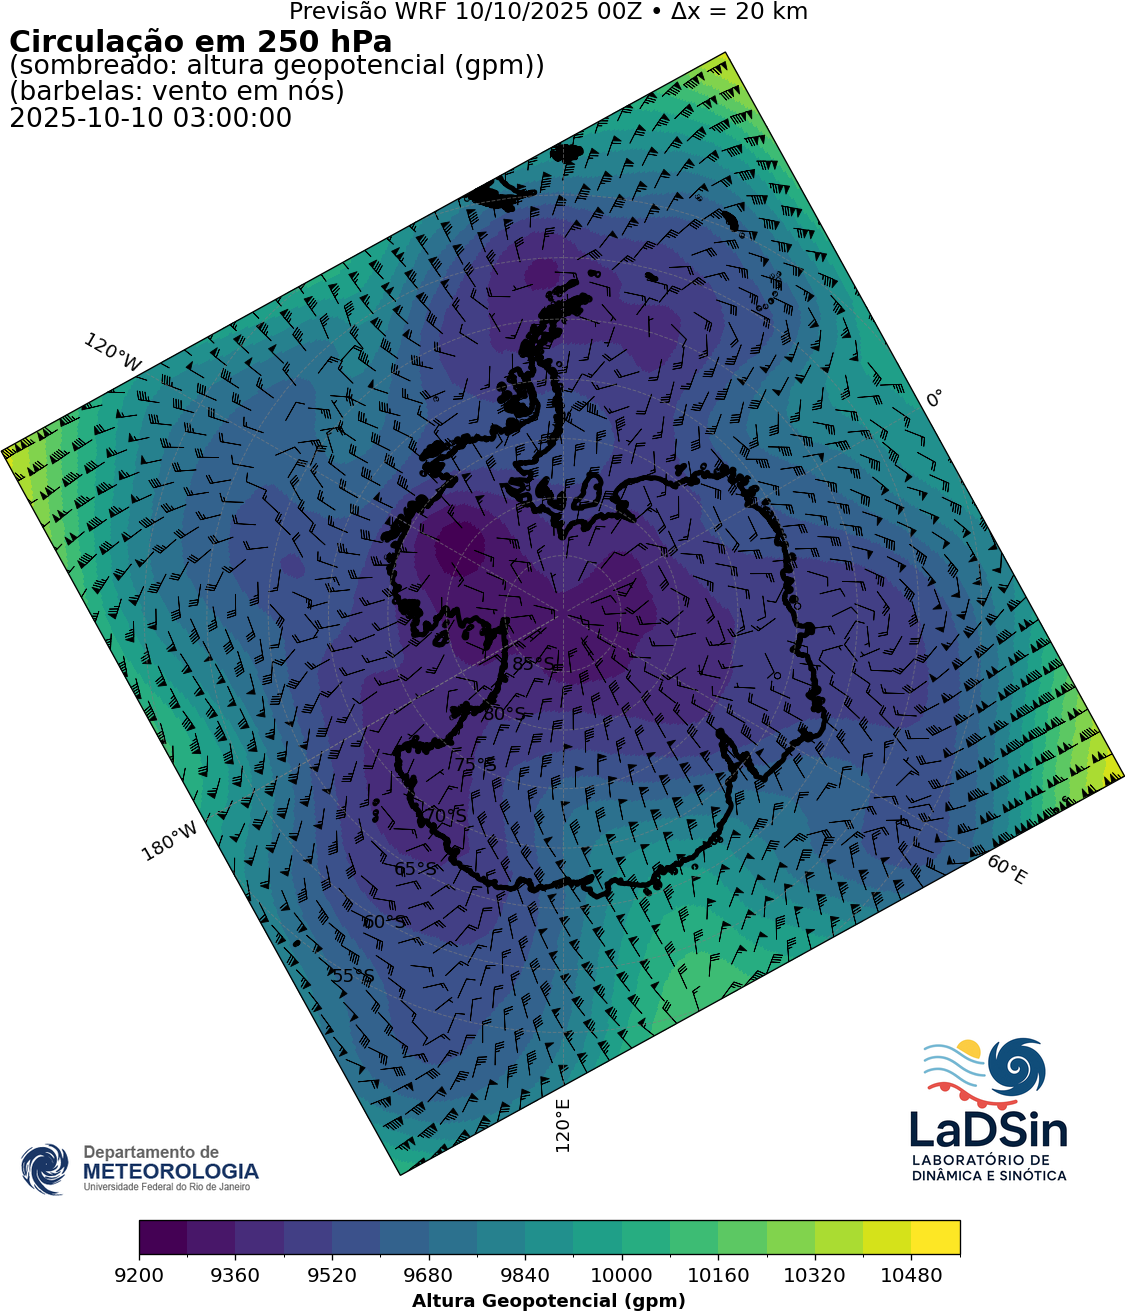 Previsão WRF 10/10/2025 00Z • Δx = 20 km
Circulação em 250 hPa
(sombreado: altura geopotencial (gpm))
(barbelas: vento em nós)
2025-10-10 03:00:00
120°W
0°
85°S
80°S
75°S
70°S
180°W
65°S
60°E
60°S
55°S
120°E
LaDSin
LABORATÓRIO DE
DINÂMICA E SINÓTICA
Departamento de
METEOROLOGIA
Universidade Federal do Rio de Janeiro
9200 9360 9520 9680 9840 10000 10160 10320 10480
Altura Geopotencial (gpm)